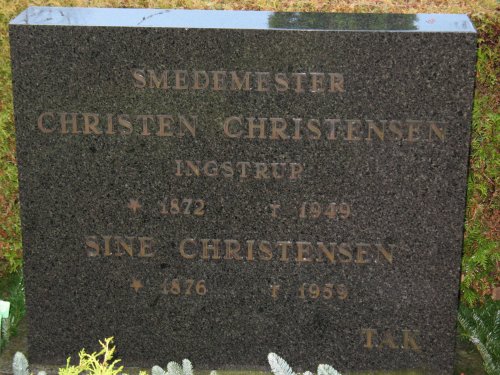 SMEDEMESTER
CHRISTEN CHRISTENSEN
INGSTRUP
* 1872 † 1949
SINE CHRISTENSEN
* 1876 † 1959
TAK